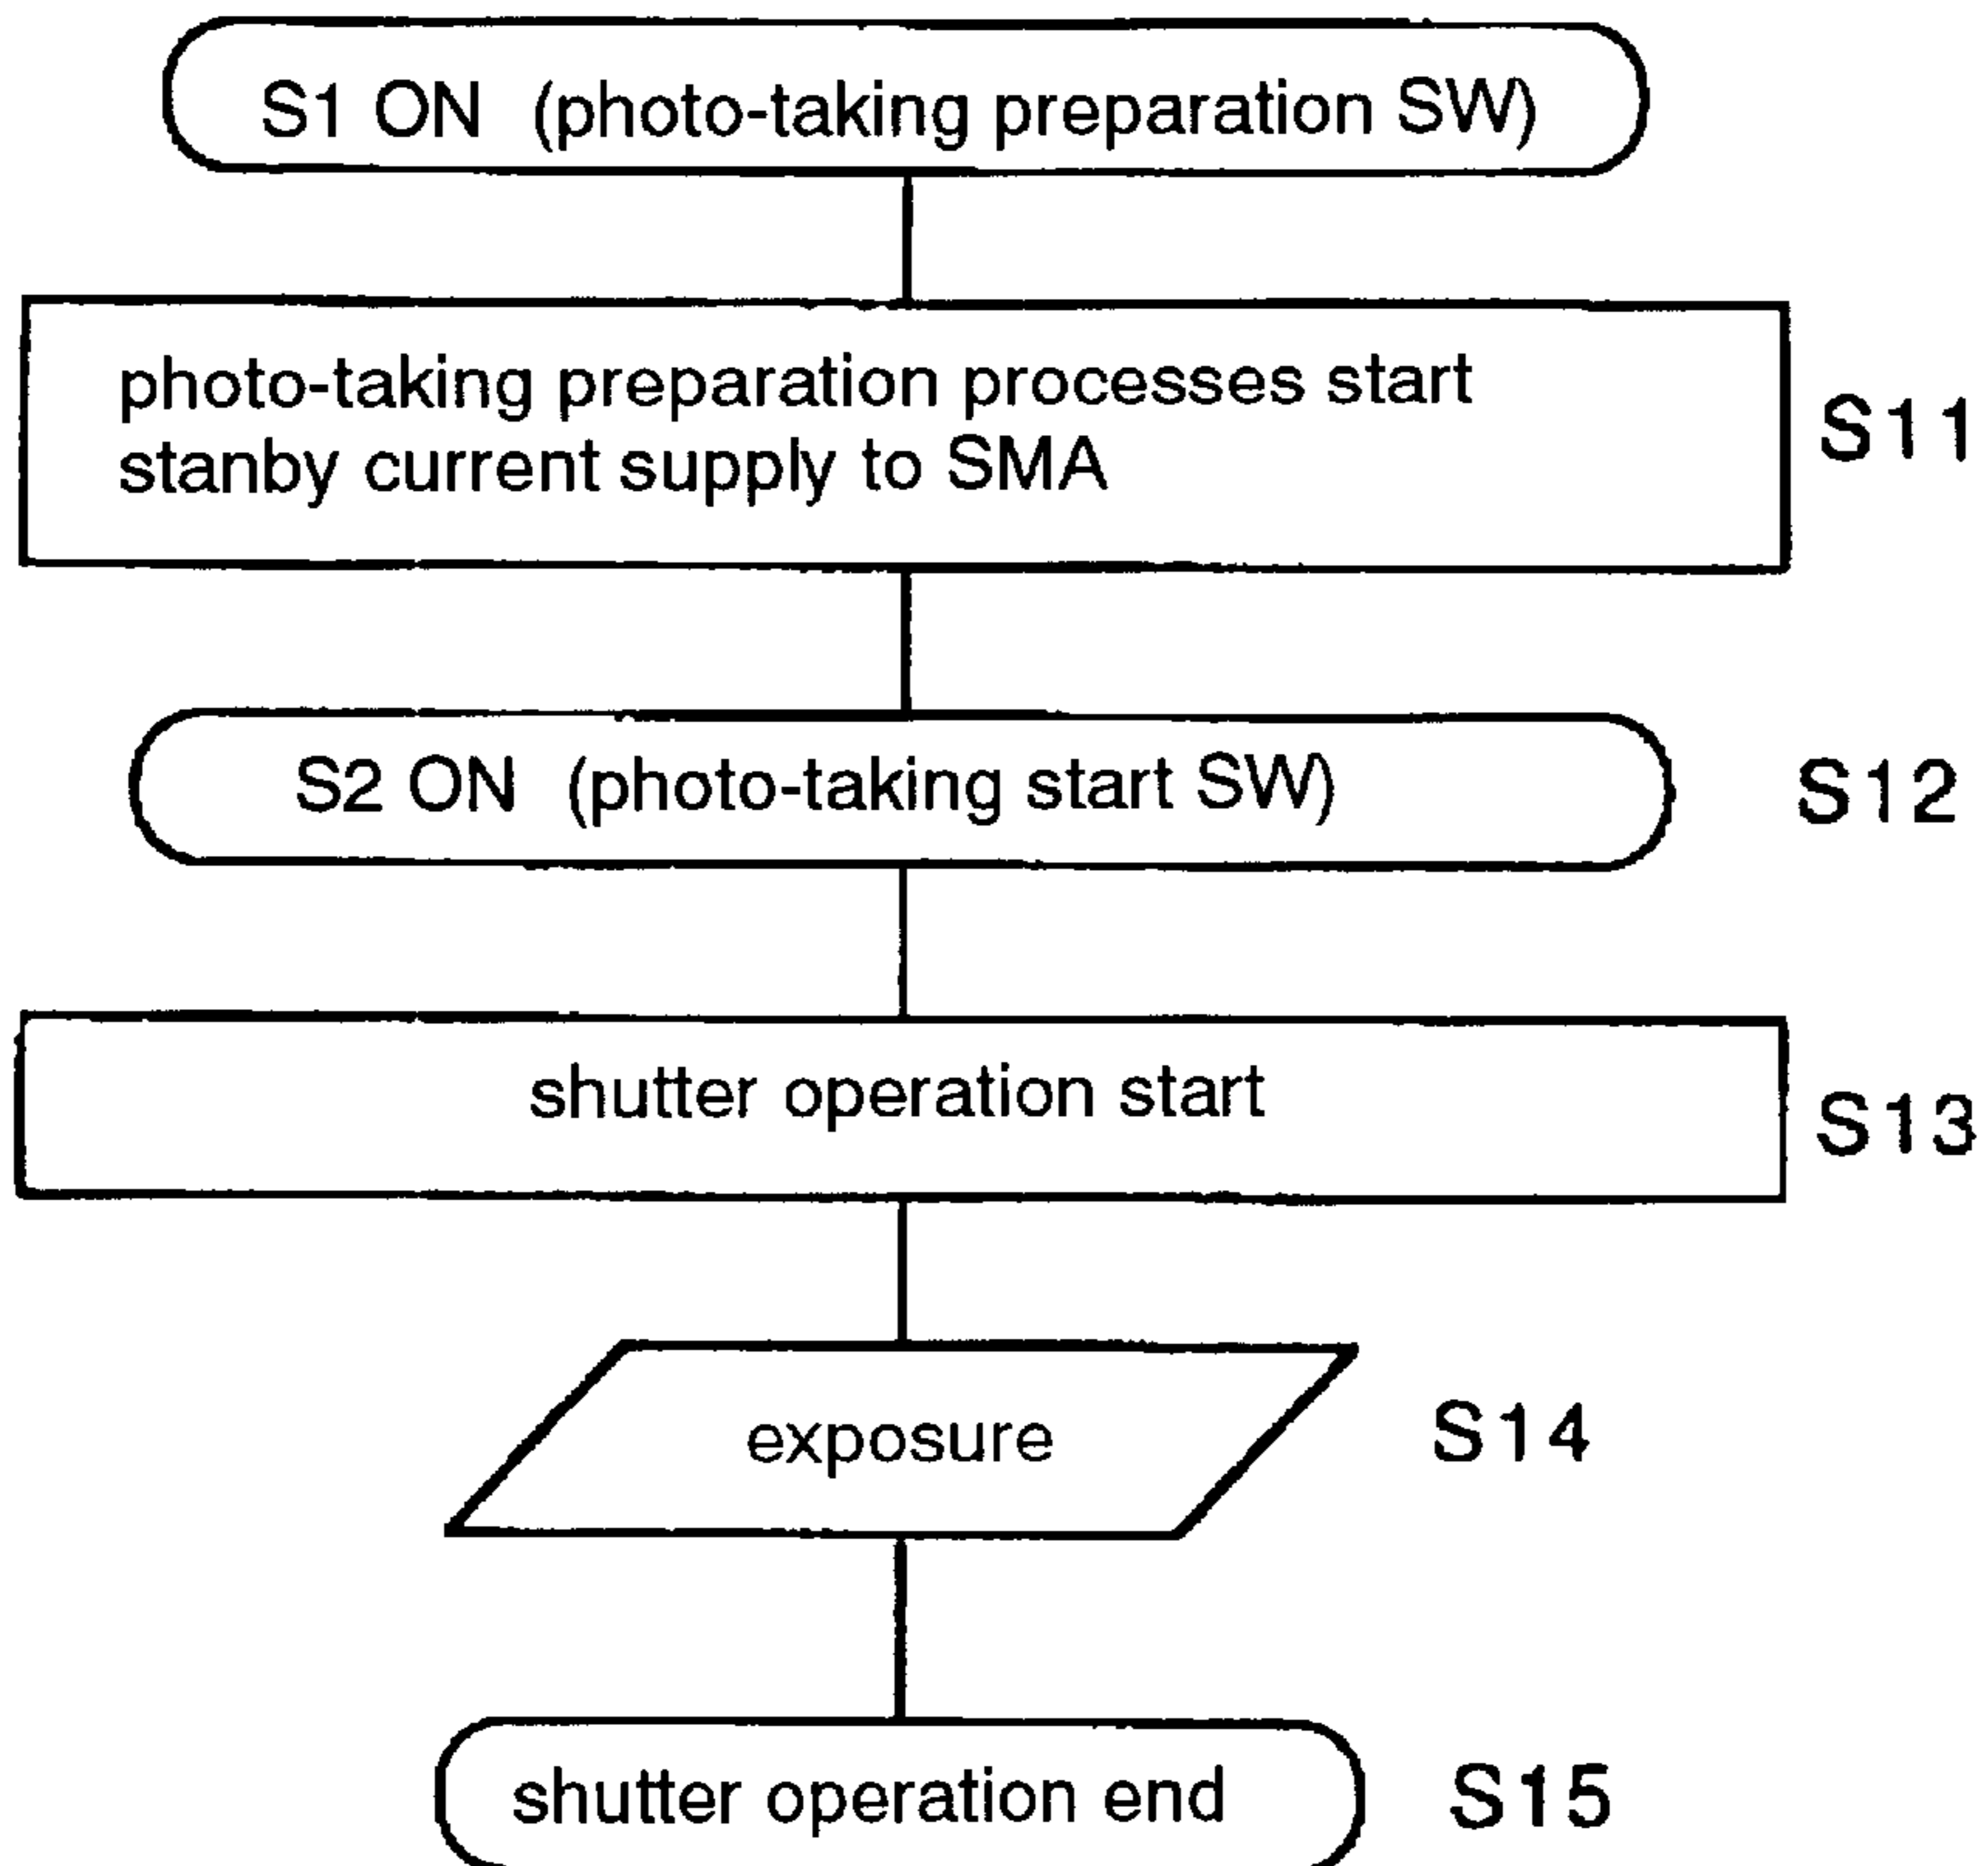 S1 ON (photo-taking preparation SW)
photo-taking preparation processes start
stanby current supply to SMA
S11
S2 ON (photo-taking start SW)
S12
shutter operation start
S13
exposure
S14
shutter operation end
S15